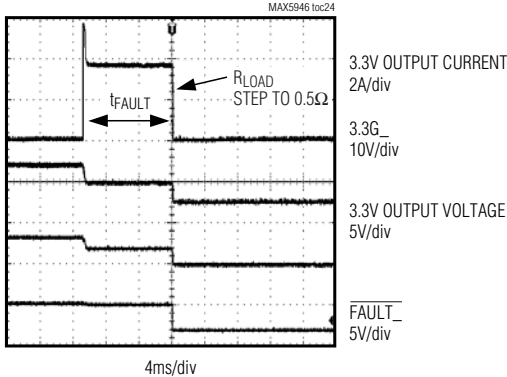 MAX5946 toc24
3.3V OUTPUT CURRENT
2A/div
RLOAD
STEP TO 0.5Ω
tFAULT
3.3G_
10V/div
3.3V OUTPUT VOLTAGE
5V/div
FAULT_
5V/div
4ms/div